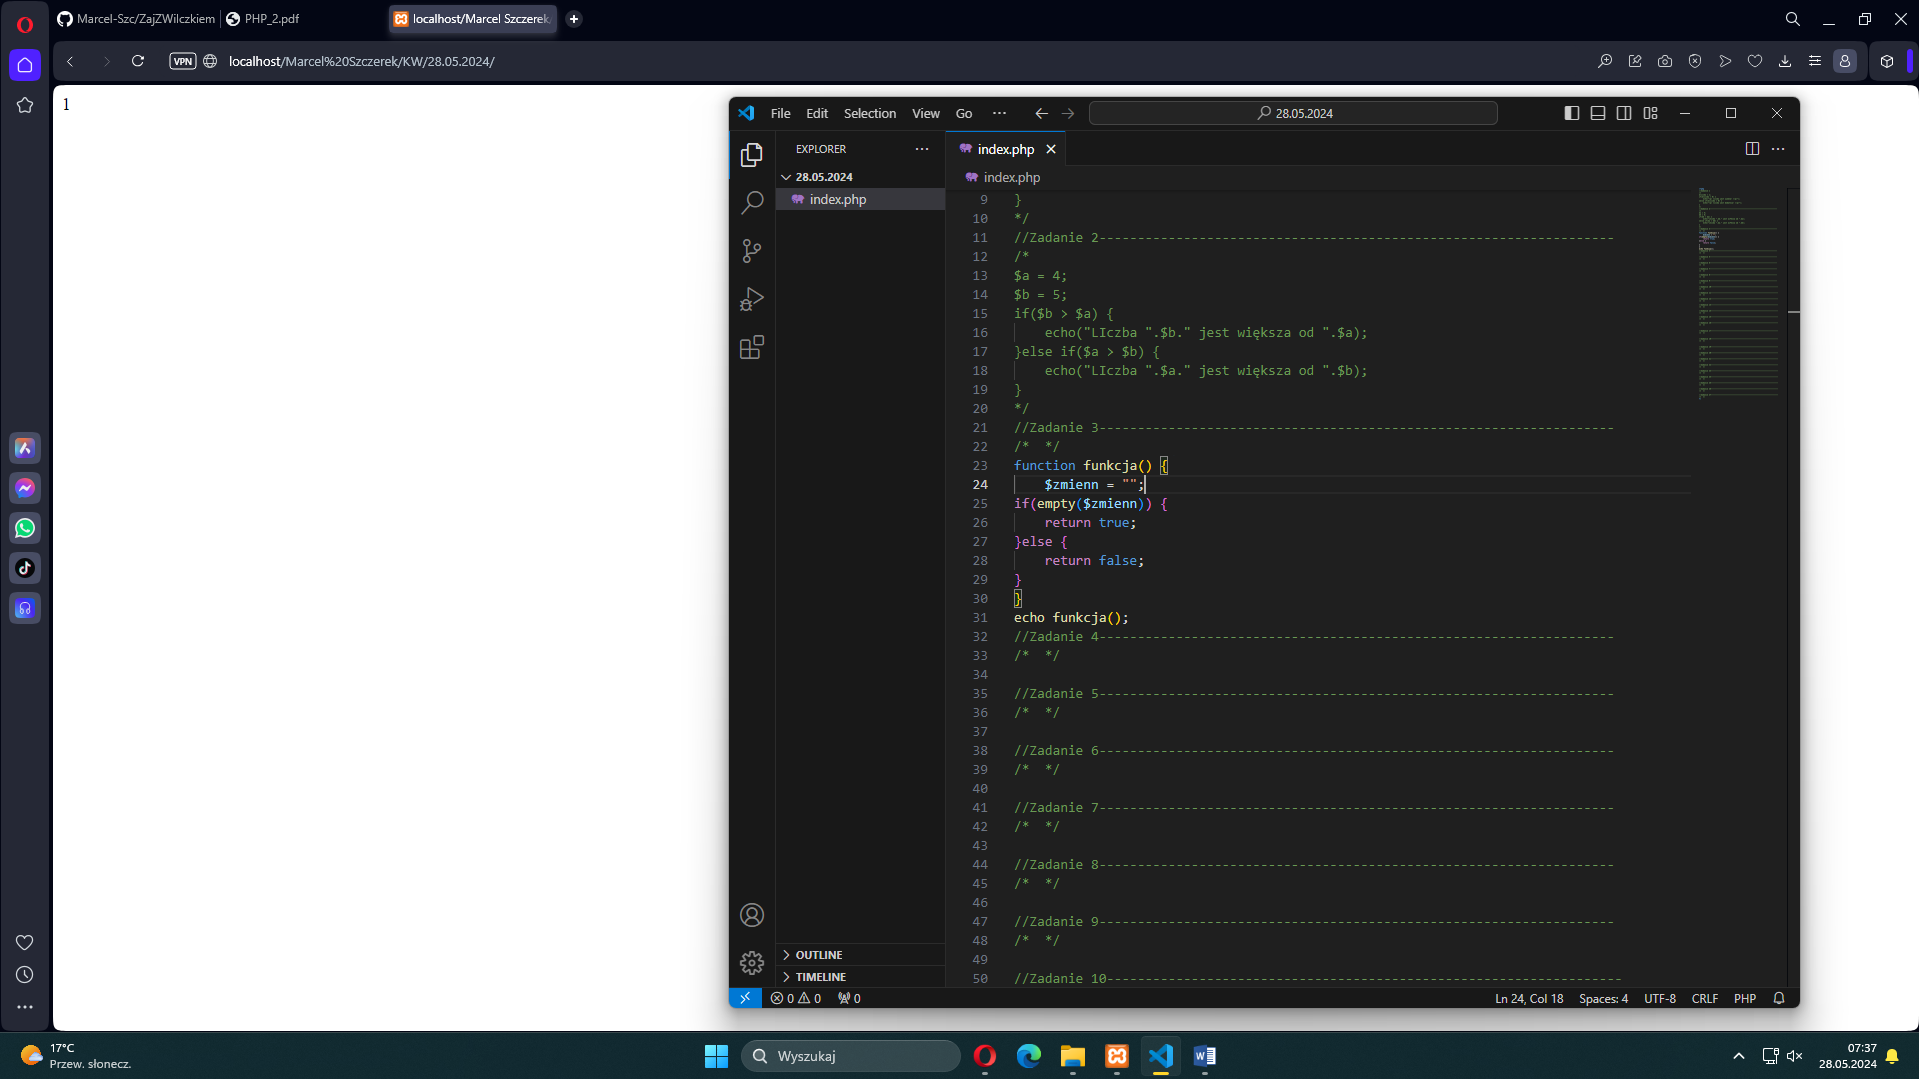 Marcel-Szc/ZajZWilczkiem
PHP_2.pdf
localhost/Marcel Szczerek
VPN
localhost/Marcel%20Szczerek/KW/28.05.2024/
1
File Edit Selection View Go
28.05.2024
EXPLORER
28.05.2024
index.php
OUTLINE
TIMELINE
index.php
index.php
9 }
10 */
11 //Zadanie 2-------------------------------------------------------------------
12 /*
13 $a = 4;
14 $b = 5;
15 if($b > $a) {
16 echo("LIczba ".$b." jest większa od ".$a);
17 }else if($a > $b) {
18 echo("LIczba ".$a." jest większa od ".$b);
19 }
20 */
21 //Zadanie 3-------------------------------------------------------------------
22 /*  */
23 function funkcja() {
24 $zmienn = "";
25 if(empty($zmienn)) {
26 return true;
27 }else {
28 return false;
29 }
30 }
31 echo funkcja();
32 //Zadanie 4-------------------------------------------------------------------
33 /*  */
34
35 //Zadanie 5-------------------------------------------------------------------
36 /*  */
37
38 //Zadanie 6-------------------------------------------------------------------
39 /*  */
40
41 //Zadanie 7-------------------------------------------------------------------
42 /*  */
43
44 //Zadanie 8-------------------------------------------------------------------
45 /*  */
46
47 //Zadanie 9-------------------------------------------------------------------
48 /*  */
49
50 //Zadanie 10-------------------------------------------------------------------
0 0 0
Ln 24, Col 18 Spaces: 4 UTF-8 CRLF PHP
17°C
Przew. słonecz.
Wyszukaj
07:37
28.05.2024